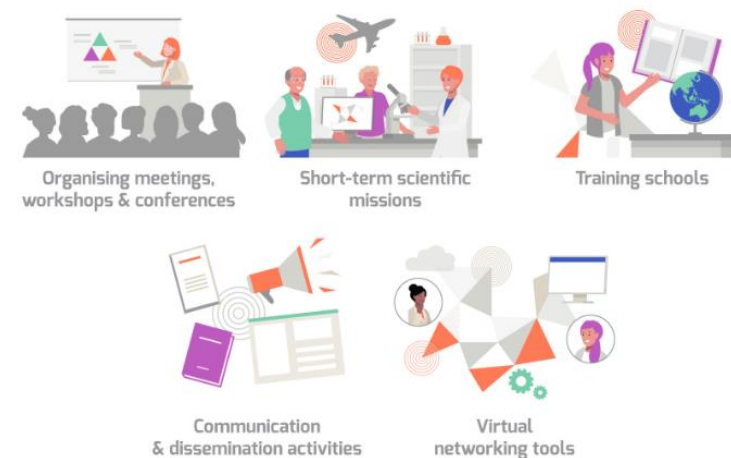 Organising meetings,
workshops & conferences
Short-term scientific
missions
Training schools
Communication
& dissemination activities
Virtual
networking tools